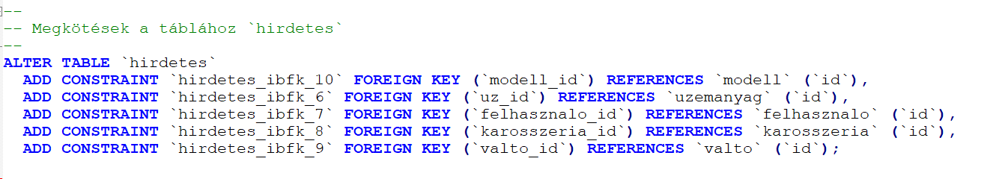 --
-- Megkötések a táblához `hirdetes`
--
ALTER TABLE `hirdetes`
  ADD CONSTRAINT `hirdetes_ibfk_10` FOREIGN KEY (`modell_id`) REFERENCES `modell` (`id`),
  ADD CONSTRAINT `hirdetes_ibfk_6` FOREIGN KEY (`uz_id`) REFERENCES `uzemanyag` (`id`),
  ADD CONSTRAINT `hirdetes_ibfk_7` FOREIGN KEY (`felhasznalo_id`) REFERENCES `felhasznalo` (`id`),
  ADD CONSTRAINT `hirdetes_ibfk_8` FOREIGN KEY (`karosszeria_id`) REFERENCES `karosszeria` (`id`),
  ADD CONSTRAINT `hirdetes_ibfk_9` FOREIGN KEY (`valto_id`) REFERENCES `valto` (`id`);